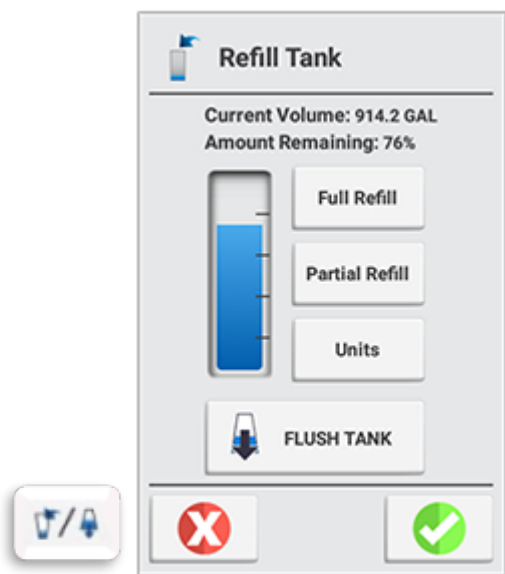 Refill Tank
Current Volume: 914.2 GAL
Amount Remaining: 76%
Full Refill
Partial Refill
Units
FLUSH TANK